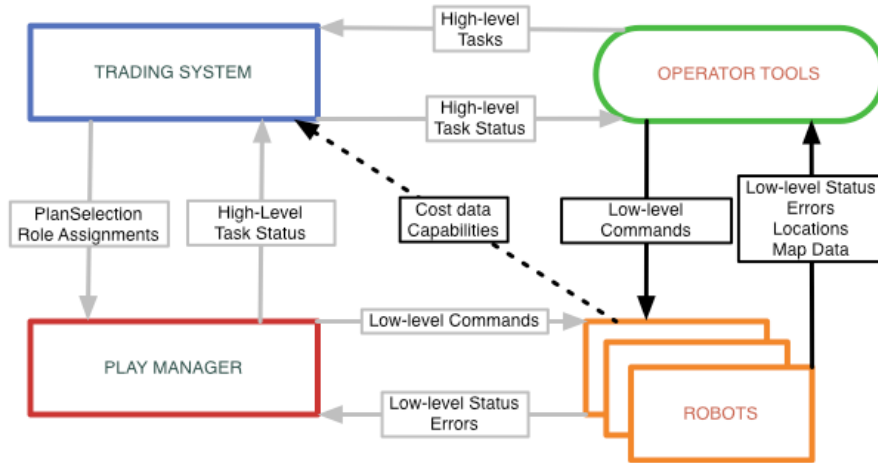 High-level
Tasks
TRADING SYSTEM
OPERATOR TOOLS
High-level
Task Status
PlanSelection
Role Assignments
High-Level
Task Status
Cost data
Capabilities
Low-level
Commands
Low-level Status
Errors
Locations
Map Data
Low-level Commands
PLAY MANAGER
Low-level Status
Errors
ROBOTS